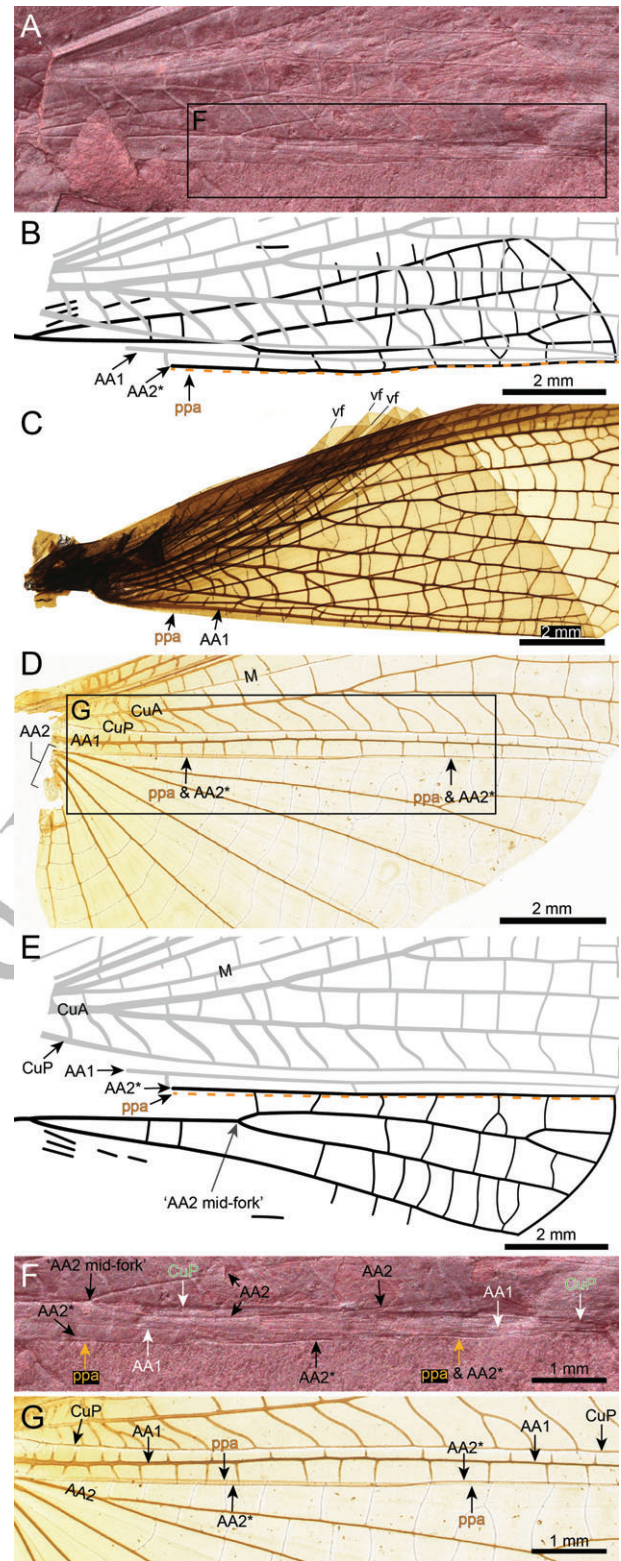 A
F
B
AA1
AA2*
ppa
2 mm
C
vf
vf
vf
ppa
AA1
2 mm
D
M
G
CuA
CuP
AA2
AA1
ppa & AA2*
ppa & AA2*
2 mm
E
M
CuA
CuP
AA1
AA2*
ppa
'AA2 mid-fork'
2 mm
F
'AA2 mid-fork'
CuP
AA2
AA2
AA1
CuP
AA2*
ppa
AA1
AA2*
ppa & AA2*
1 mm
G
CuP
AA1
ppa
AA2*
AA1
CuP
AA2
AA2*
ppa
1 mm